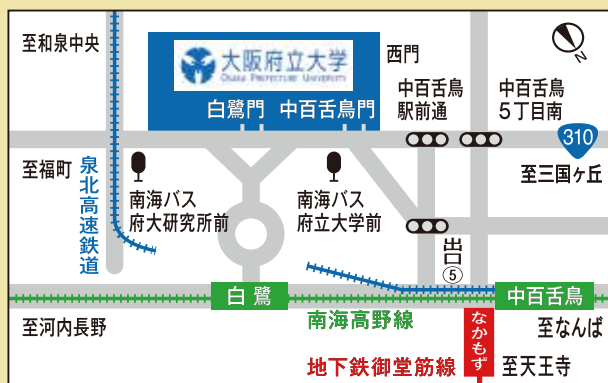 至和泉中央
大阪府立大学
OSAKA PREFECTURE UNIVERSITY
西門
N
白鷺門
中百舌鳥門
中百舌鳥
駅前通
中百舌鳥
5丁目南
310
至福町
泉北高速鉄道
南海バス
府大研究所前
南海バス
府立大学前
至三国ヶ丘
出口
⑤
白鷺
中百舌鳥
至河内長野
南海高野線
なかもず
至なんば
地下鉄御堂筋線
至天王寺